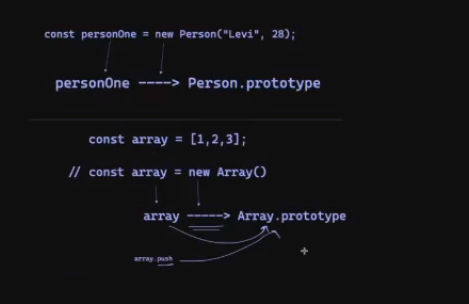 const personOne = new Person("Levi", 28);
personOne ----> Person.prototype
const array = [1,2,3];
// const array = new Array()
array -----> Array.prototype
array.push